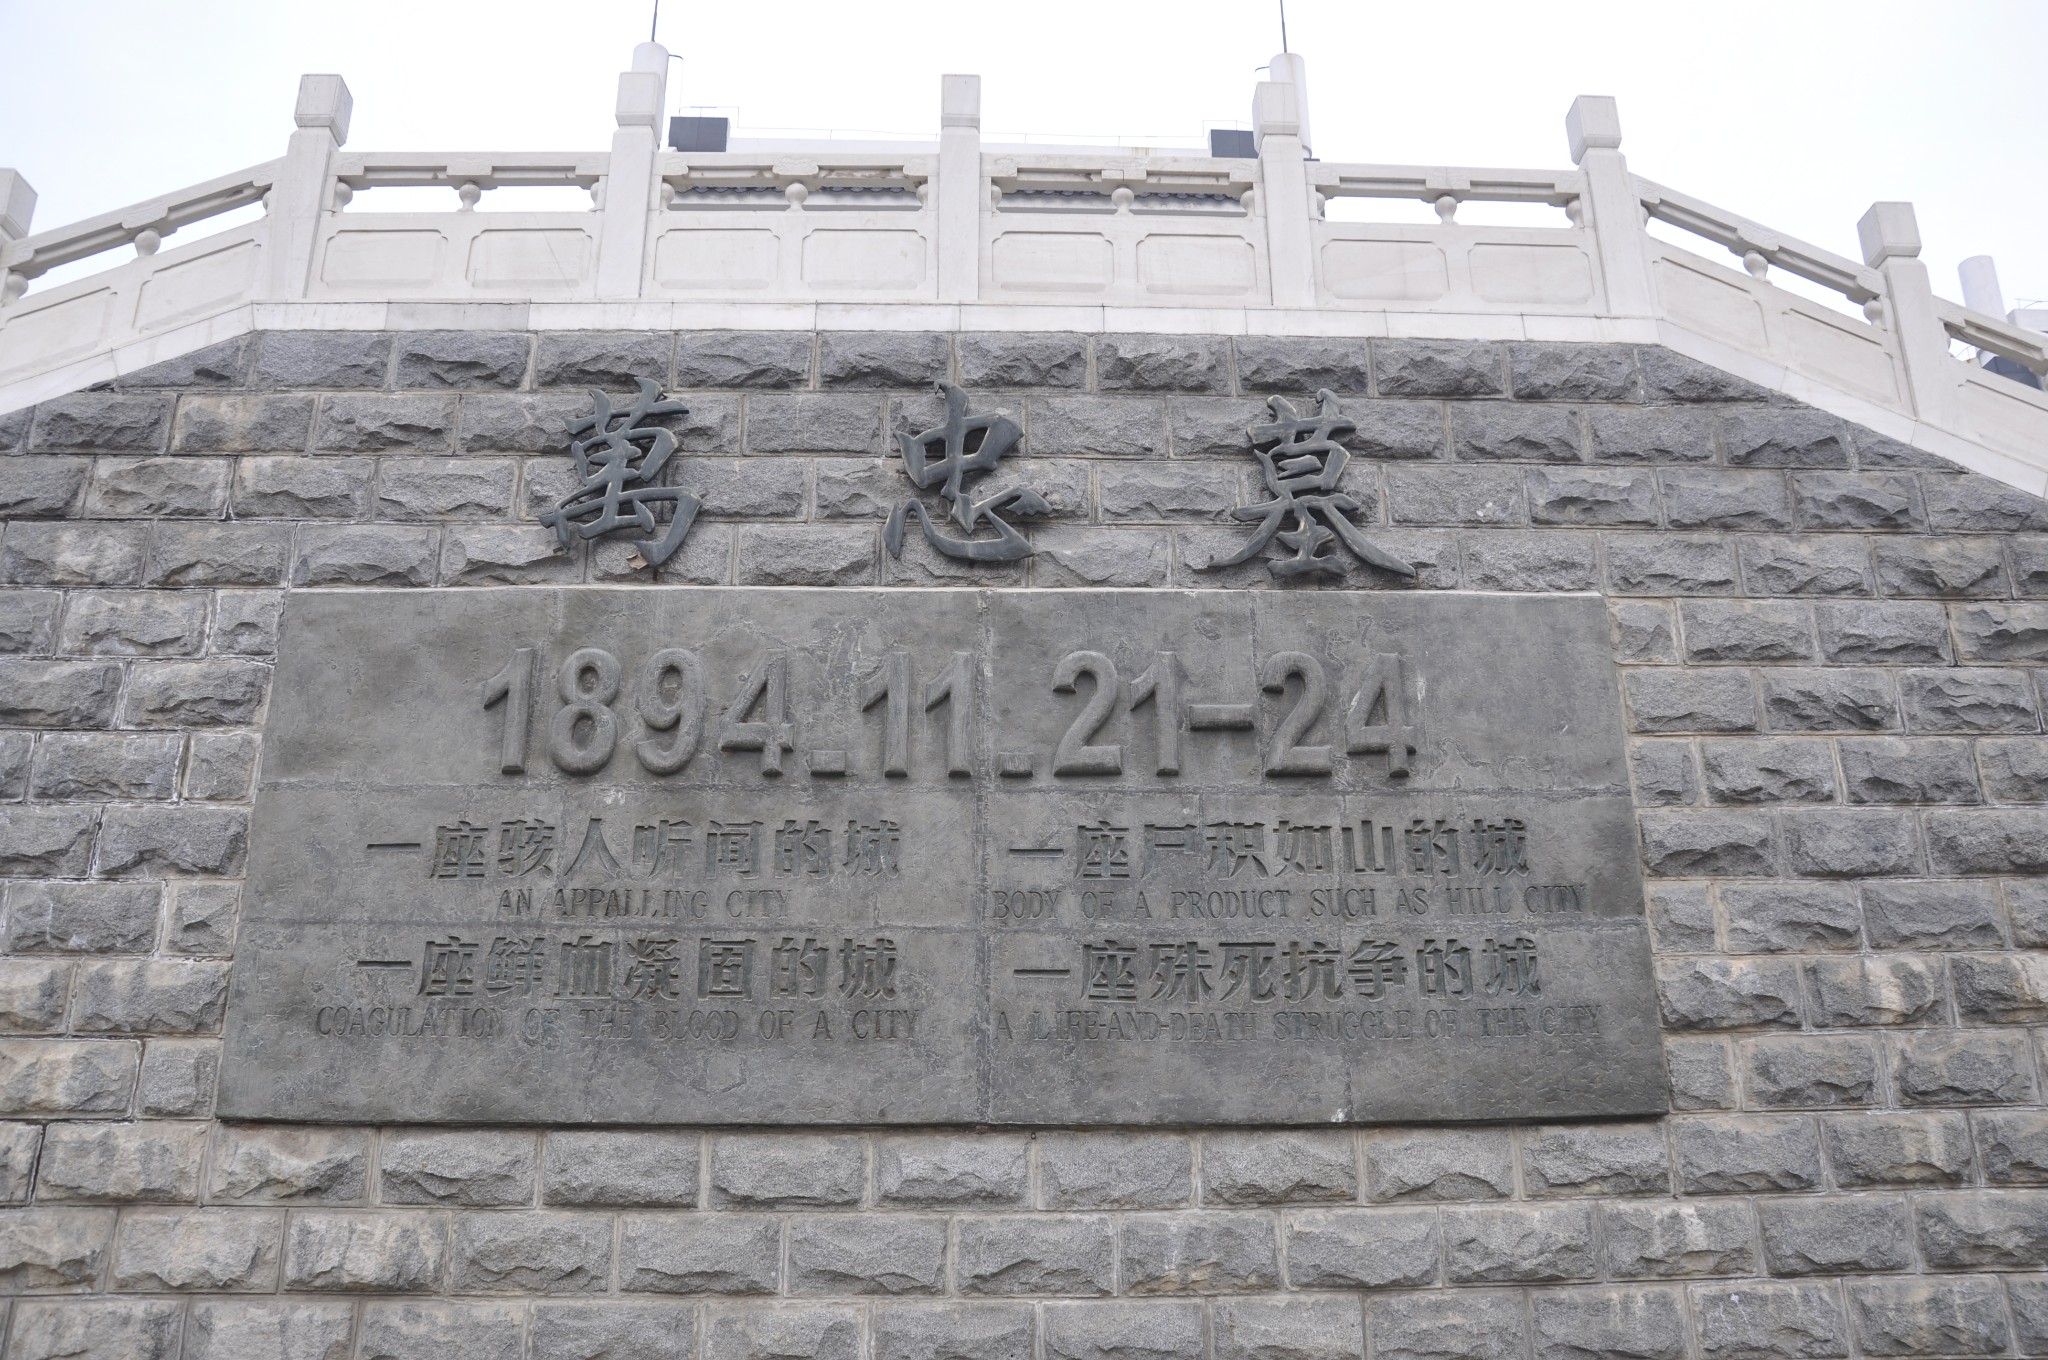 萬忠墓
1894.11.21-24
一座骇人听闻的城 一座尸积如山的城
AN APPALLING CITY BODY OF A PRODUCT SUCH AS HILL CITY
一座鲜血凝固的城 一座殊死抗争的城
COAGULATION OF THE BLOOD OF A CITY A LIFE-AND-DEATH STRUGGLE OF THE CITY